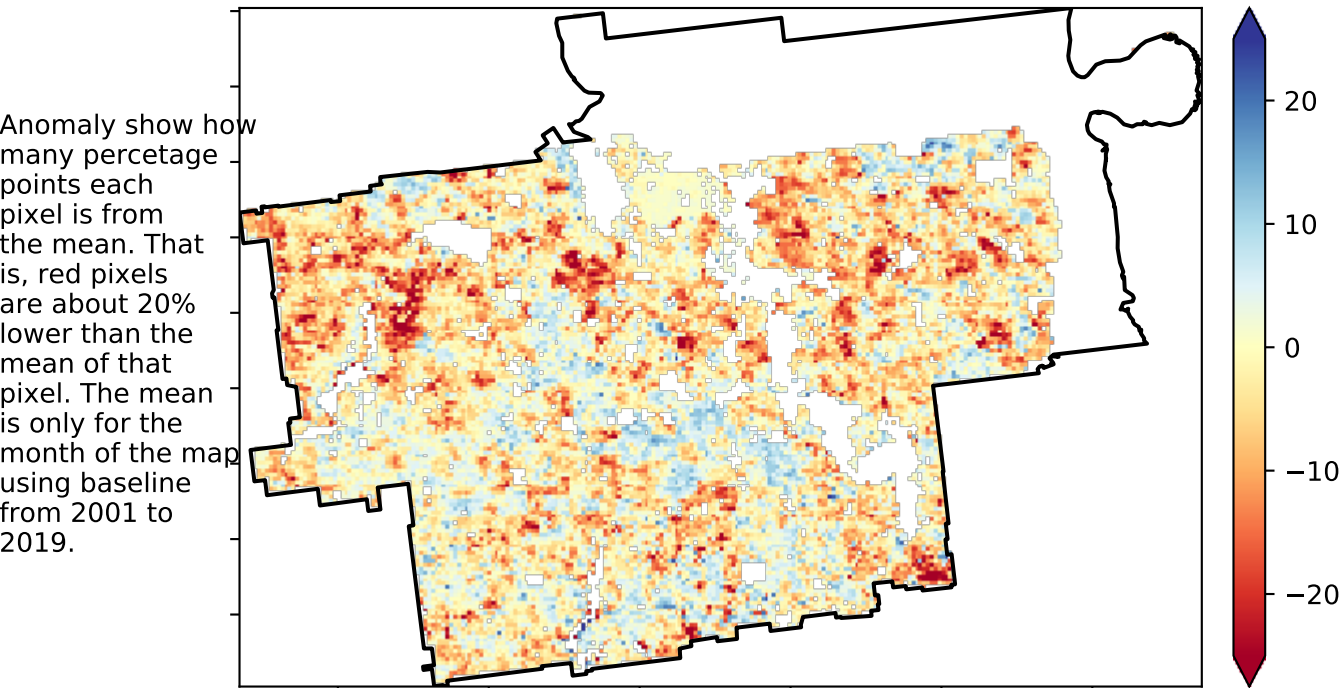 Anomaly show how
many percetage
points each
pixel is from
the mean. That
is, red pixels
are about 20%
lower than the
mean of that
pixel. The mean
is only for the
month of the map
using baseline
from 2001 to
2019.
20
10
0
−10
−20